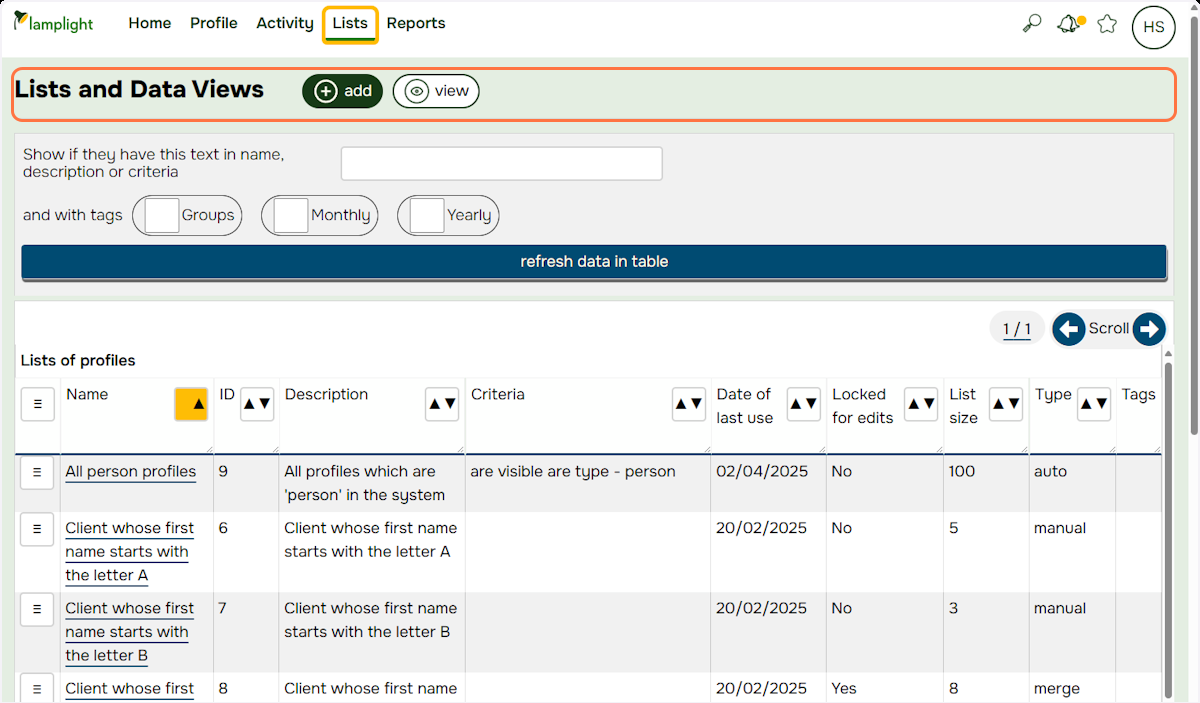 lamplight Home Profile Activity Lists Reports HS
Lists and Data Views add view
Show if they have this text in name,
description or criteria
and with tags Groups Monthly Yearly
refresh data in table
1 / 1 Scroll
Lists of profiles
Name ID Description Criteria Date of last use Locked for edits List size Type Tags
All person profiles 9 All profiles which are are visible are type - person 02/04/2025 No 100 auto
'person' in the system
Client whose first 6 Client whose first name 20/02/2025 No 5 manual
name starts with starts with the letter A
the letter A
Client whose first 7 Client whose first name 20/02/2025 No 3 manual
name starts with starts with the letter B
the letter B
Client whose first 8 Client whose first name 20/02/2025 Yes 8 merge